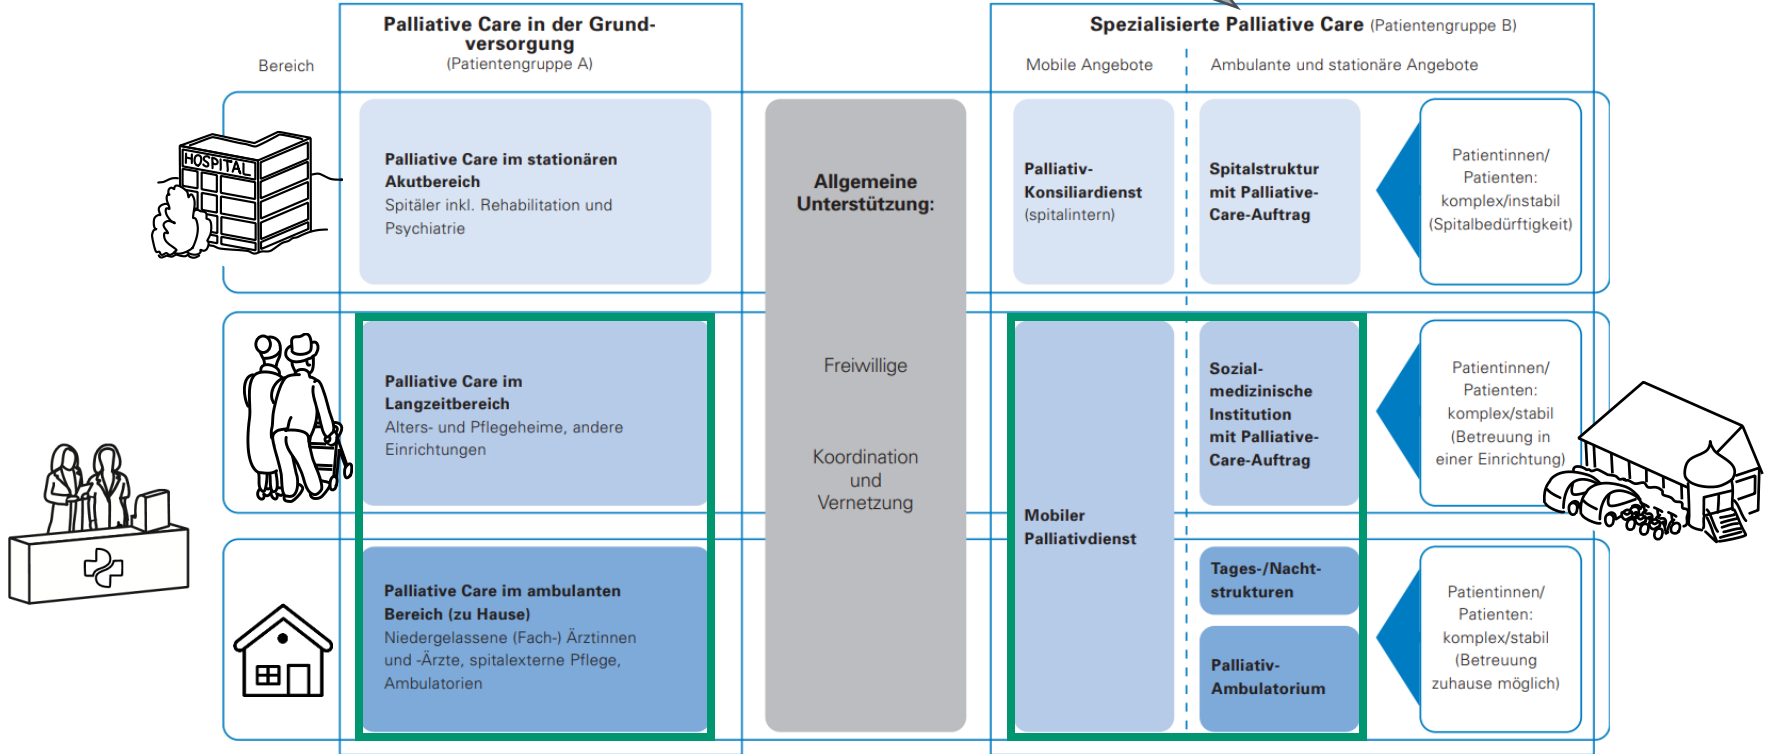 Palliative Care in der Grund-
versorgung
(Patientengruppe A)
Spezialisierte Palliative Care (Patientengruppe B)
Bereich
Mobile Angebote
Ambulante und stationäre Angebote
HOSPITAL
Palliative Care im stationären
Akutbereich
Spitäler inkl. Rehabilitation und
Psychiatrie
Allgemeine
Unterstützung:
Freiwillige
Koordination
und
Vernetzung
Palliativ-
Konsiliardienst
(spitalintern)
Spitalstruktur
mit Palliative-
Care-Auftrag
Patientinnen/
Patienten:
komplex/instabil
(Spitalbedürftigkeit)
Palliative Care im
Langzeitbereich
Alters- und Pflegeheime, andere
Einrichtungen
Mobiler
Palliativdienst
Sozial-
medizinische
Institution
mit Palliative-
Care-Auftrag
Patientinnen/
Patienten:
komplex/stabil
(Betreuung in
einer Einrichtung)
Palliative Care im ambulanten
Bereich (zu Hause)
Niedergelassene (Fach-) Ärztinnen
und -Ärzte, spitalexterne Pflege,
Ambulatorien
Tages-/Nacht-
strukturen
Palliativ-
Ambulatorium
Patientinnen/
Patienten:
komplex/stabil
(Betreuung
zuhause möglich)